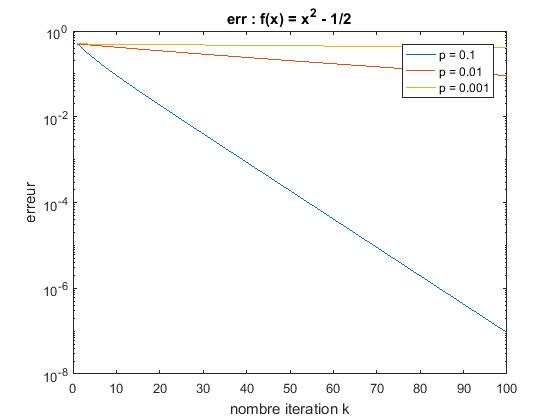 err : f(x) = x² - 1/2
10⁰
10⁻²
10⁻⁴
10⁻⁶
10⁻⁸
erreur
p = 0.1
p = 0.01
p = 0.001
0 10 20 30 40 50 60 70 80 90 100
nombre iteration k